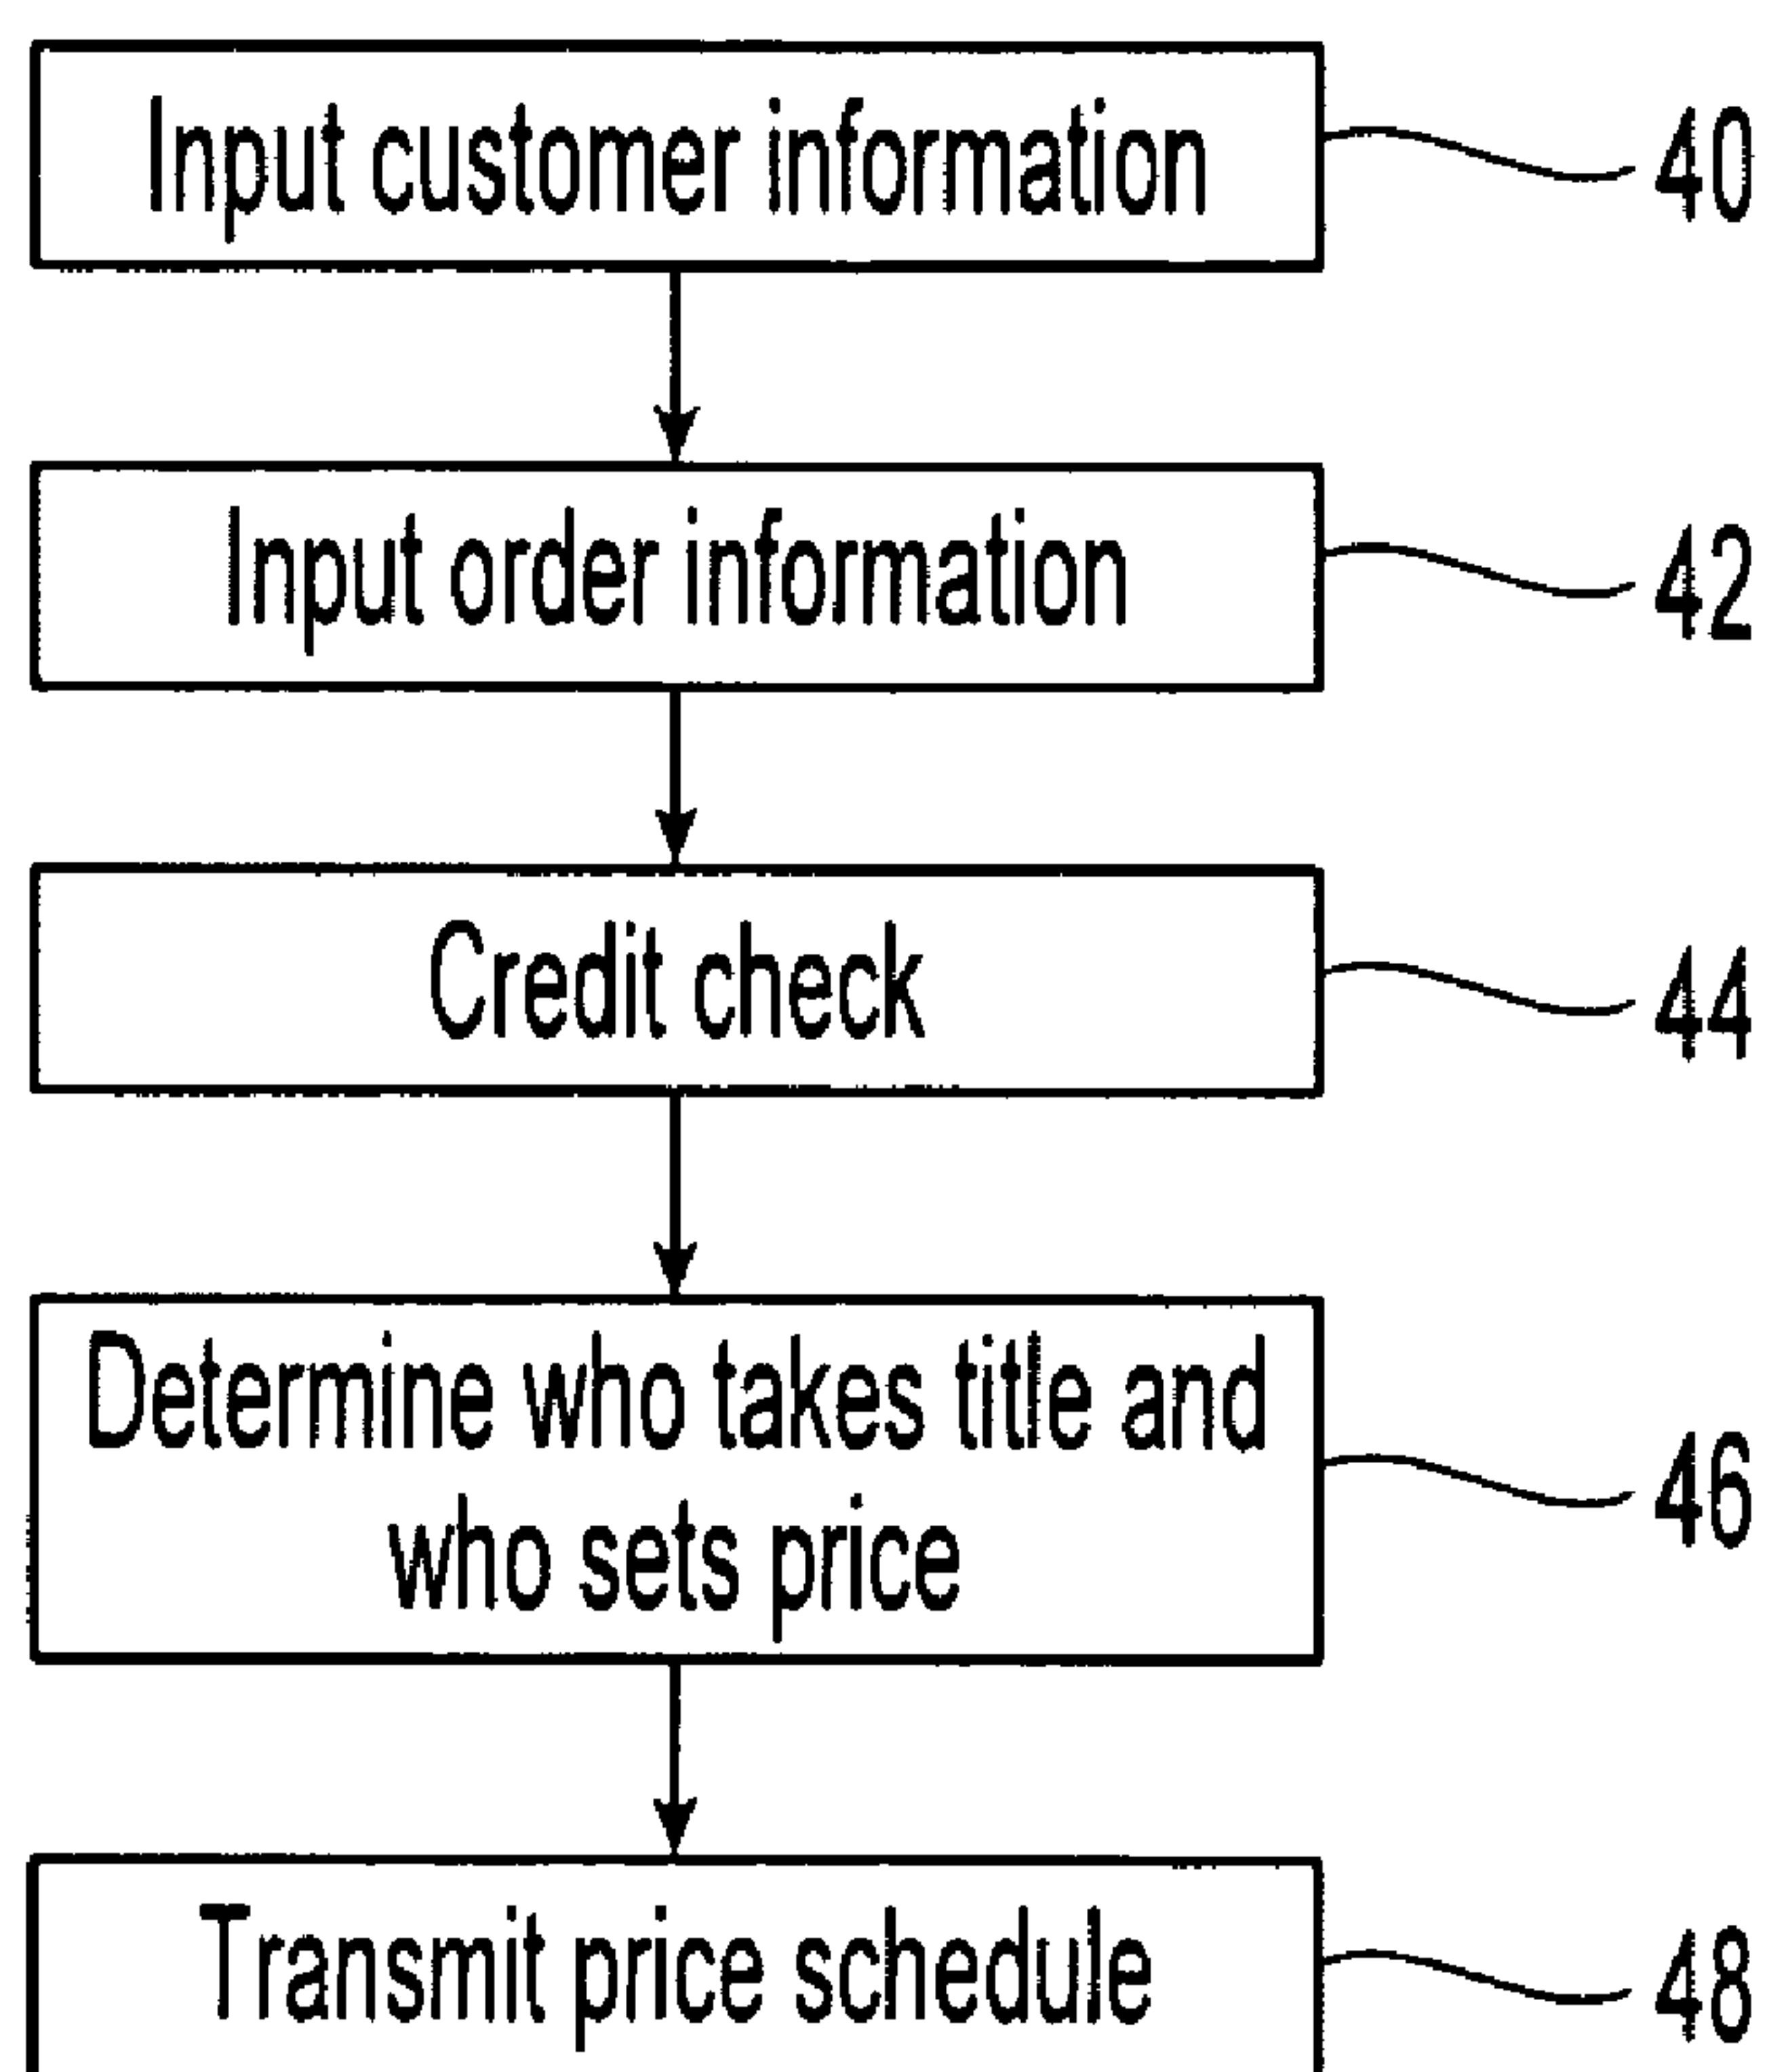 Input customer information
40
Input order information
42
Credit check
44
Determine who takes title and
who sets price
46
Transmit price schedule
48